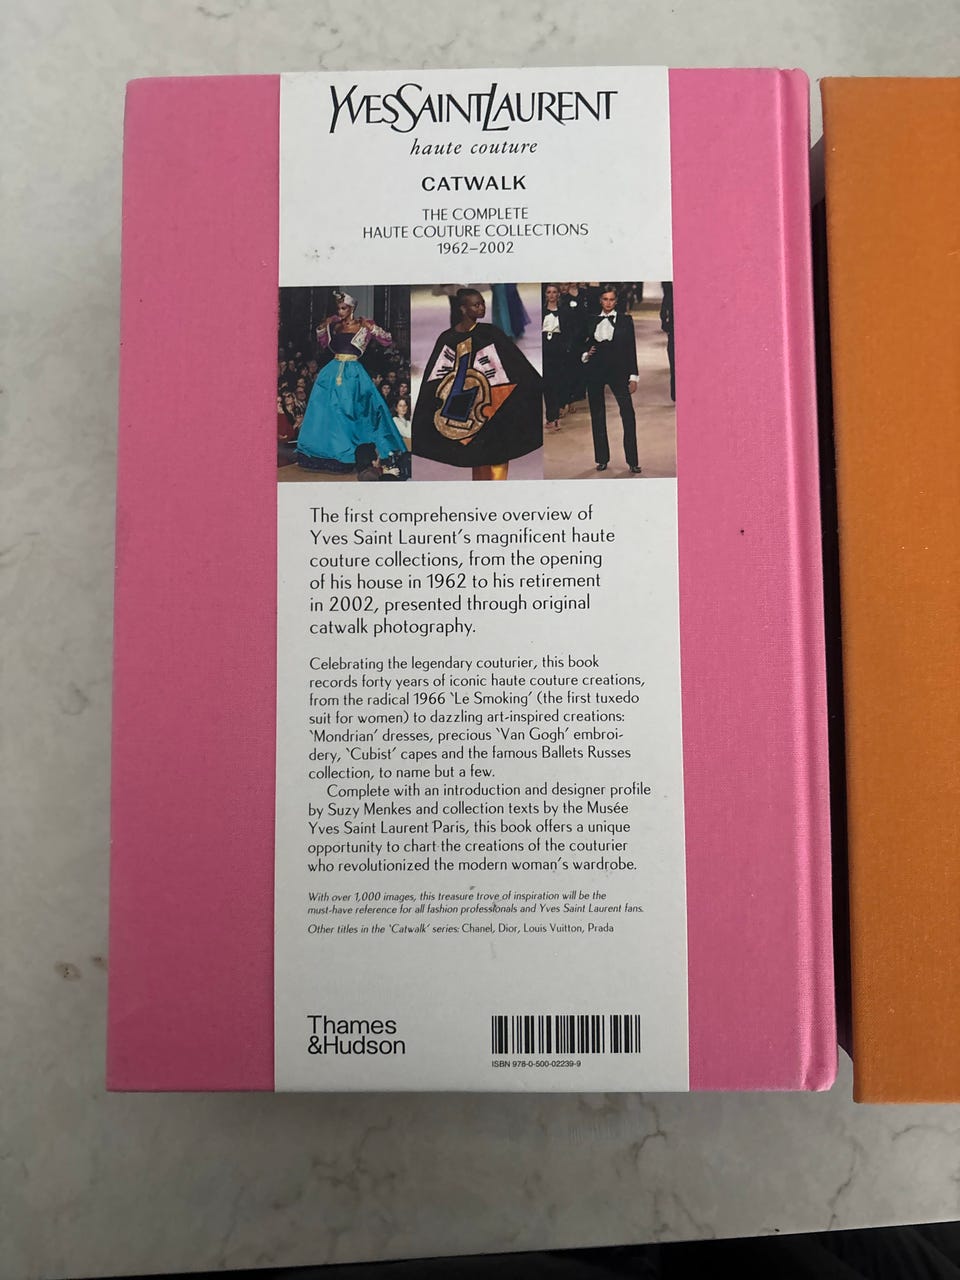 YVESSAINTLAURENT
haute couture
CATWALK
THE COMPLETE
HAUTE COUTURE COLLECTIONS
1962–2002
The first comprehensive overview of
Yves Saint Laurent's magnificent haute
couture collections, from the opening
of his house in 1962 to his retirement
in 2002, presented through original
catwalk photography.
Celebrating the legendary couturier, this book
records forty years of iconic haute couture creations,
from the radical 1966 ‛Le Smoking’ (the first tuxedo
suit for women) to dazzling art-inspired creations:
‛Mondrian’ dresses, precious ‛Van Gogh’ embroi-
dery, ‛Cubist’ capes and the famous Ballets Russes
collection, to name but a few.
Complete with an introduction and designer profile
by Suzy Menkes and collection texts by the Musée
Yves Saint Laurent Paris, this book offers a unique
opportunity to chart the creations of the couturier
who revolutionized the modern woman's wardrobe.
With over 1,000 images, this treasure trove of inspiration will be the
must-have reference for all fashion professionals and Yves Saint Laurent fans.
Other titles in the ‛Catwalk’ series: Chanel, Dior, Louis Vuitton, Prada
Thames
&Hudson
ISBN 978-0-500-02239-9